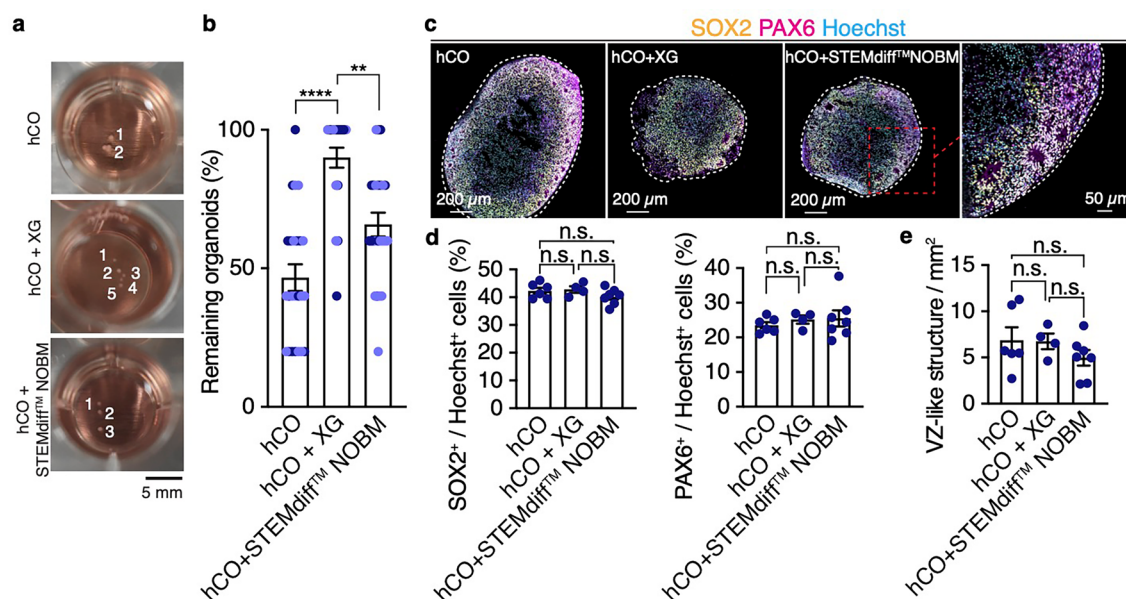 a
hCO
1
2
hCO + XG
1
2
3
4
5
hCO +
STEMdiff™ NOBM
1
2
3
5 mm
b
Remaining organoids (%)
100
50
0
****
**
hCO
hCO + XG
hCO+STEMdiff™ NOBM
c
SOX2 PAX6 Hoechst
hCO
200 µm
hCO+XG
200 µm
hCO+STEMdiff™NOBM
200 µm
50 µm
d
SOX2⁺ / Hoechst⁺ cells (%)
50
40
30
20
10
0
n.s.
n.s.
n.s.
hCO
hCO + XG
hCO+STEMdiff™ NOBM
PAX6⁺ / Hoechst⁺ cells (%)
40
30
20
10
0
n.s.
n.s.
n.s.
hCO
hCO + XG
hCO+STEMdiff™ NOBM
e
VZ-like structure / mm²
15
10
5
0
n.s.
n.s.
n.s.
hCO
hCO + XG
hCO+STEMdiff™ NOBM